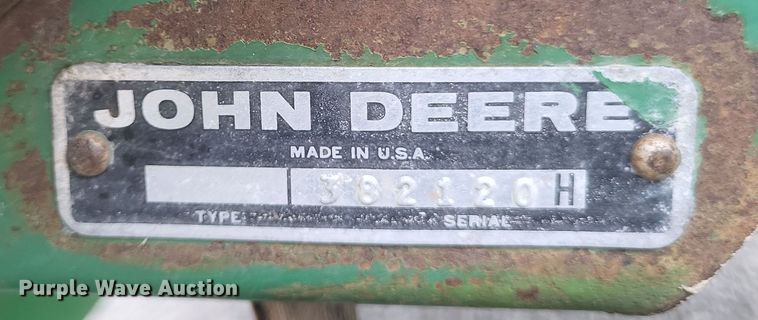 JOHN DEERE
MADE IN U.S.A.
382120H
TYPE SERIAL
Purple Wave Auction